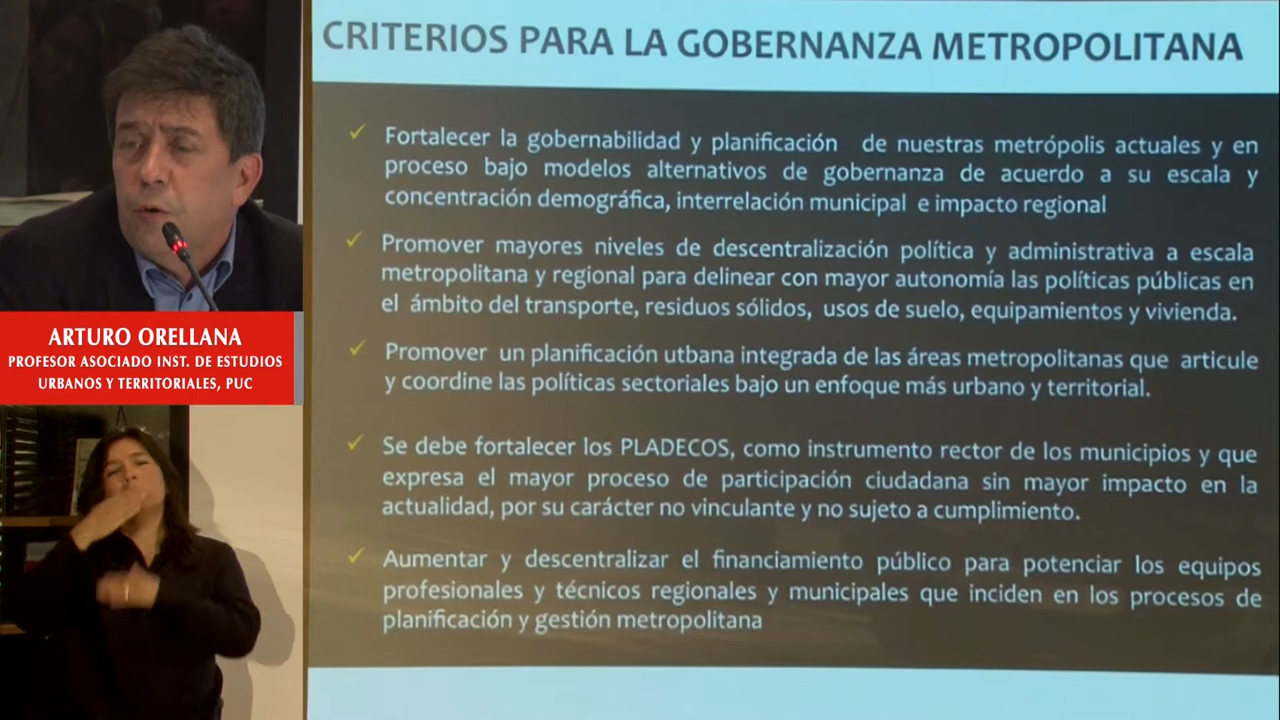 CRITERIOS PARA LA GOBERNANZA METROPOLITANA
✓ Fortalecer la gobernabilidad y planificación de nuestras metrópolis actuales y en
proceso bajo modelos alternativos de gobernanza de acuerdo a su escala y
concentración demográfica, interrelación municipal e impacto regional
✓ Promover mayores niveles de descentralización política y administrativa a escala
metropolitana y regional para delinear con mayor autonomía las políticas públicas en
el ámbito del transporte, residuos sólidos, usos de suelo, equipamientos y vivienda.
✓ Promover un planificación utbana integrada de las áreas metropolitanas que articule
y coordine las políticas sectoriales bajo un enfoque más urbano y territorial.
✓ Se debe fortalecer los PLADECOS, como instrumento rector de los municipios y que
expresa el mayor proceso de participación ciudadana sin mayor impacto en la
actualidad, por su carácter no vinculante y no sujeto a cumplimiento.
✓ Aumentar y descentralizar el financiamiento público para potenciar los equipos
profesionales y técnicos regionales y municipales que inciden en los procesos de
planificación y gestión metropolitana
ARTURO ORELLANA
PROFESOR ASOCIADO INST. DE ESTUDIOS
URBANOS Y TERRITORIALES, PUC